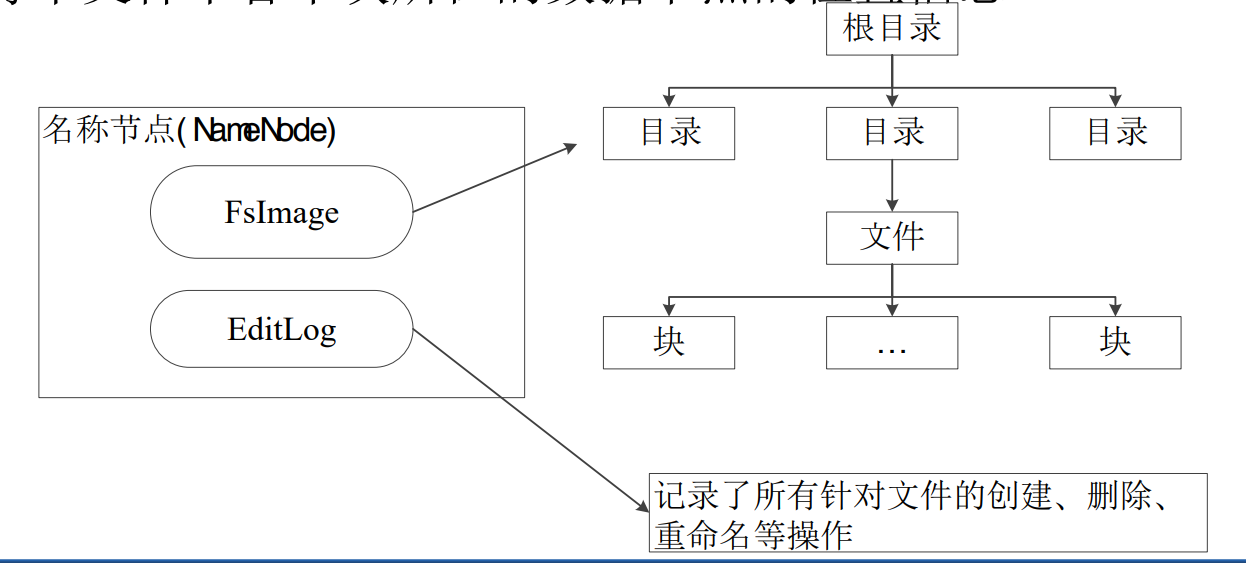 根目录
名称节点(NameNode)
目录
目录
目录
FsImage
文件
EditLog
块
…
块
记录了所有针对文件的创建、删除、
重命名等操作